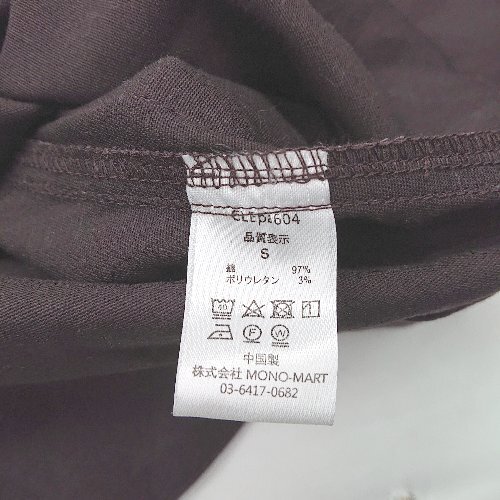 品質表示
S
綿 97%
ポリウレタン 3%
40
F W
中国製
株式会社 MONO-MART
03-6417-0682